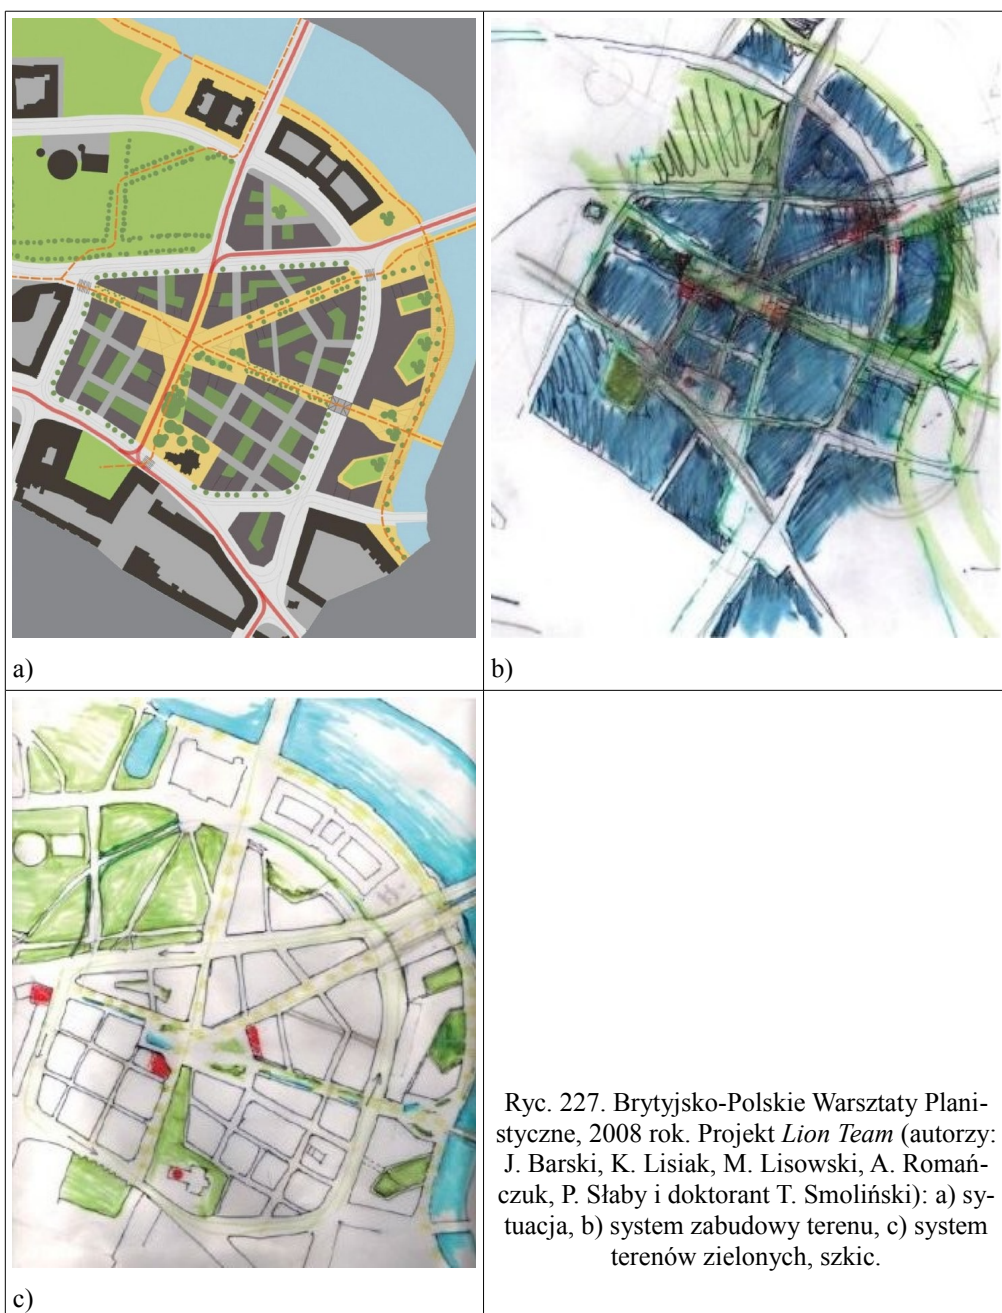 a)
b)
Ryc. 227. Brytyjsko-Polskie Warsztaty Plani-
styczne, 2008 rok. Projekt Lion Team (autorzy:
J. Barski, K. Lisiak, M. Lisowski, A. Romań-
czuk, P. Słaby i doktorant T. Smoliński): a) sy-
tuacja, b) system zabudowy terenu, c) system
terenów zielonych, szkic.
c)